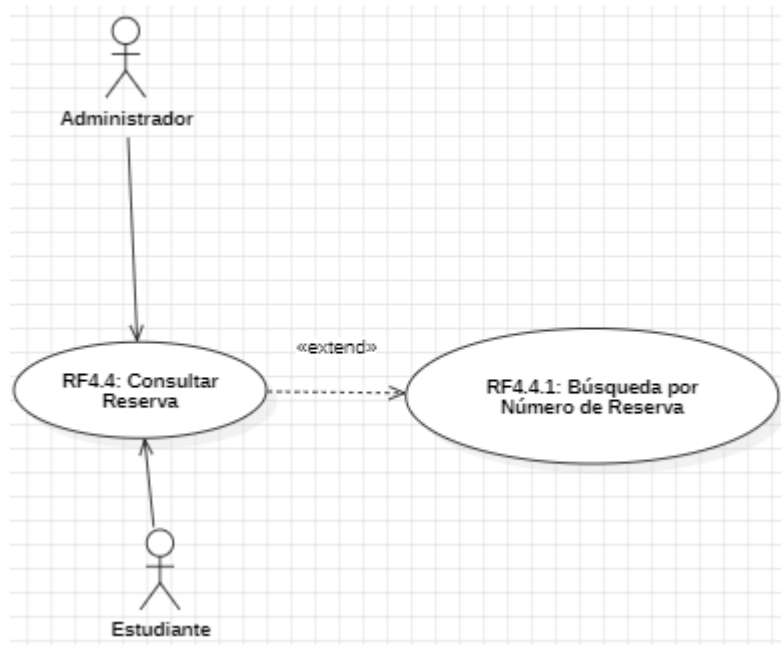 Administrador
«extend»
RF4.4: Consultar
Reserva
RF4.4.1: Búsqueda por
Número de Reserva
Estudiante